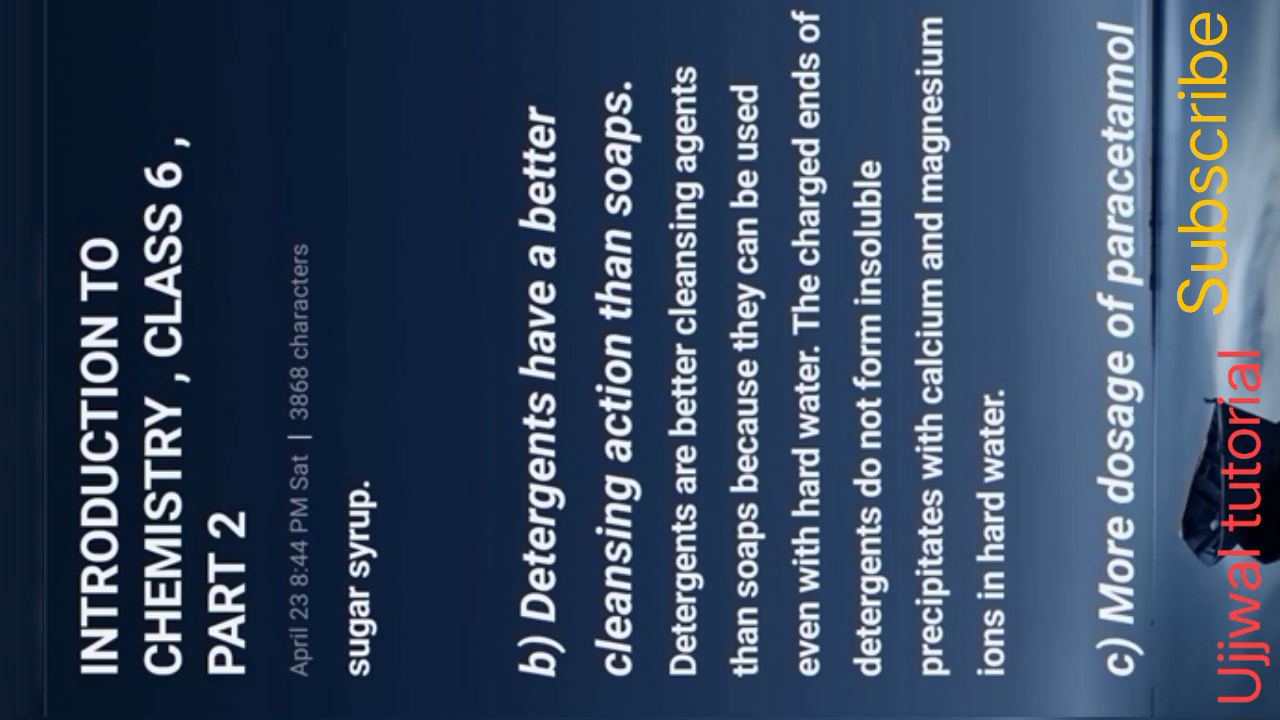 INTRODUCTION TO
CHEMISTRY , CLASS 6 ,
PART 2
April 23 8:44 PM Sat | 3868 characters
sugar syrup.
b) Detergents have a better
cleansing action than soaps.
Detergents are better cleansing agents
than soaps because they can be used
even with hard water. The charged ends of
detergents do not form insoluble
precipitates with calcium and magnesium
ions in hard water.
c) More dosage of paracetamol
Ujjwal tutorial
Subscribe